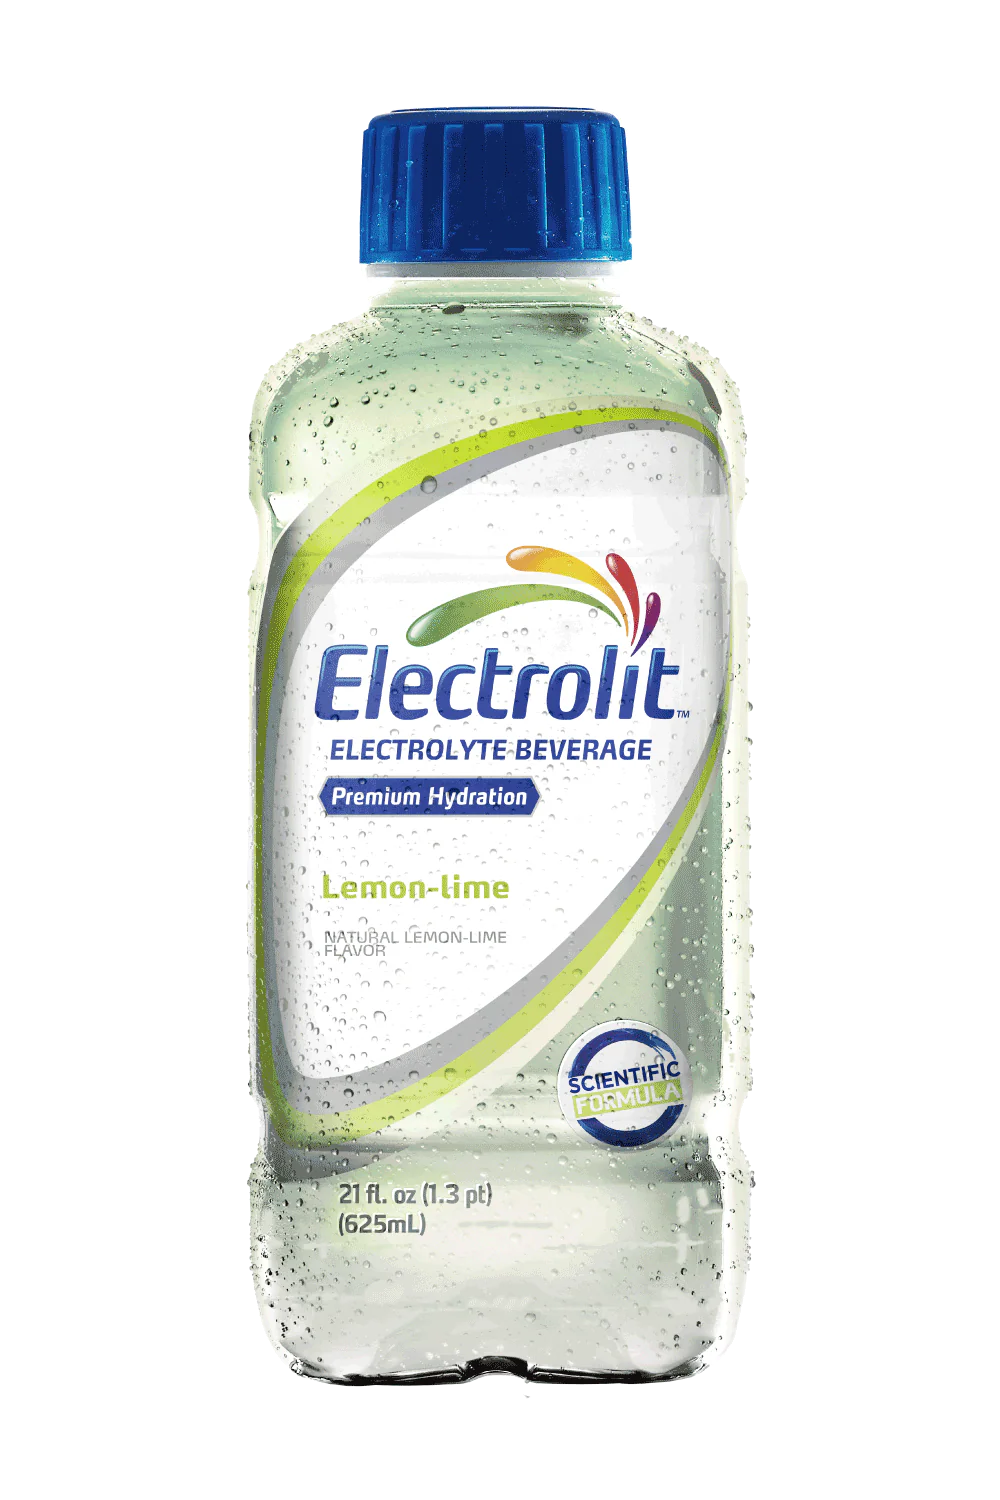 Electrolit™
ELECTROLYTE BEVERAGE
Premium Hydration
Lemon-lime
NATURAL LEMON-LIME
FLAVOR
SCIENTIFIC
FORMULA
21 fl. oz (1.3 pt)
(625mL)